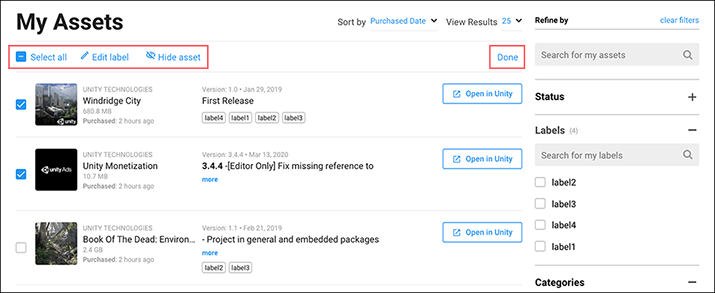 My Assets
Sort by Purchased Date View Results 25
Select all Edit label Hide asset Done
UNITY TECHNOLOGIES
Windridge City
680.8 MB
Purchased: 2 hours ago
Version: 1.0 • Jan 29, 2019
First Release
label4 label1 label2 label3
Open in Unity
unity
UNITY TECHNOLOGIES
Unity Monetization
10.7 MB
Purchased: 2 hours ago
Version: 3.4.4 • Mar 13, 2020
3.4.4 -[Editor Only] Fix missing reference to
more
Open in Unity
unityAds
UNITY TECHNOLOGIES
Book Of The Dead: Environ...
2.4 GB
Purchased: 2 hours ago
Version: 1.1 • Feb 21, 2019
- Project in general and embedded packages
more
label2 label3
Open in Unity
Refine by clear filters
Search for my assets
Status
Labels (4)
Search for my labels
label2
label3
label4
label1
Categories